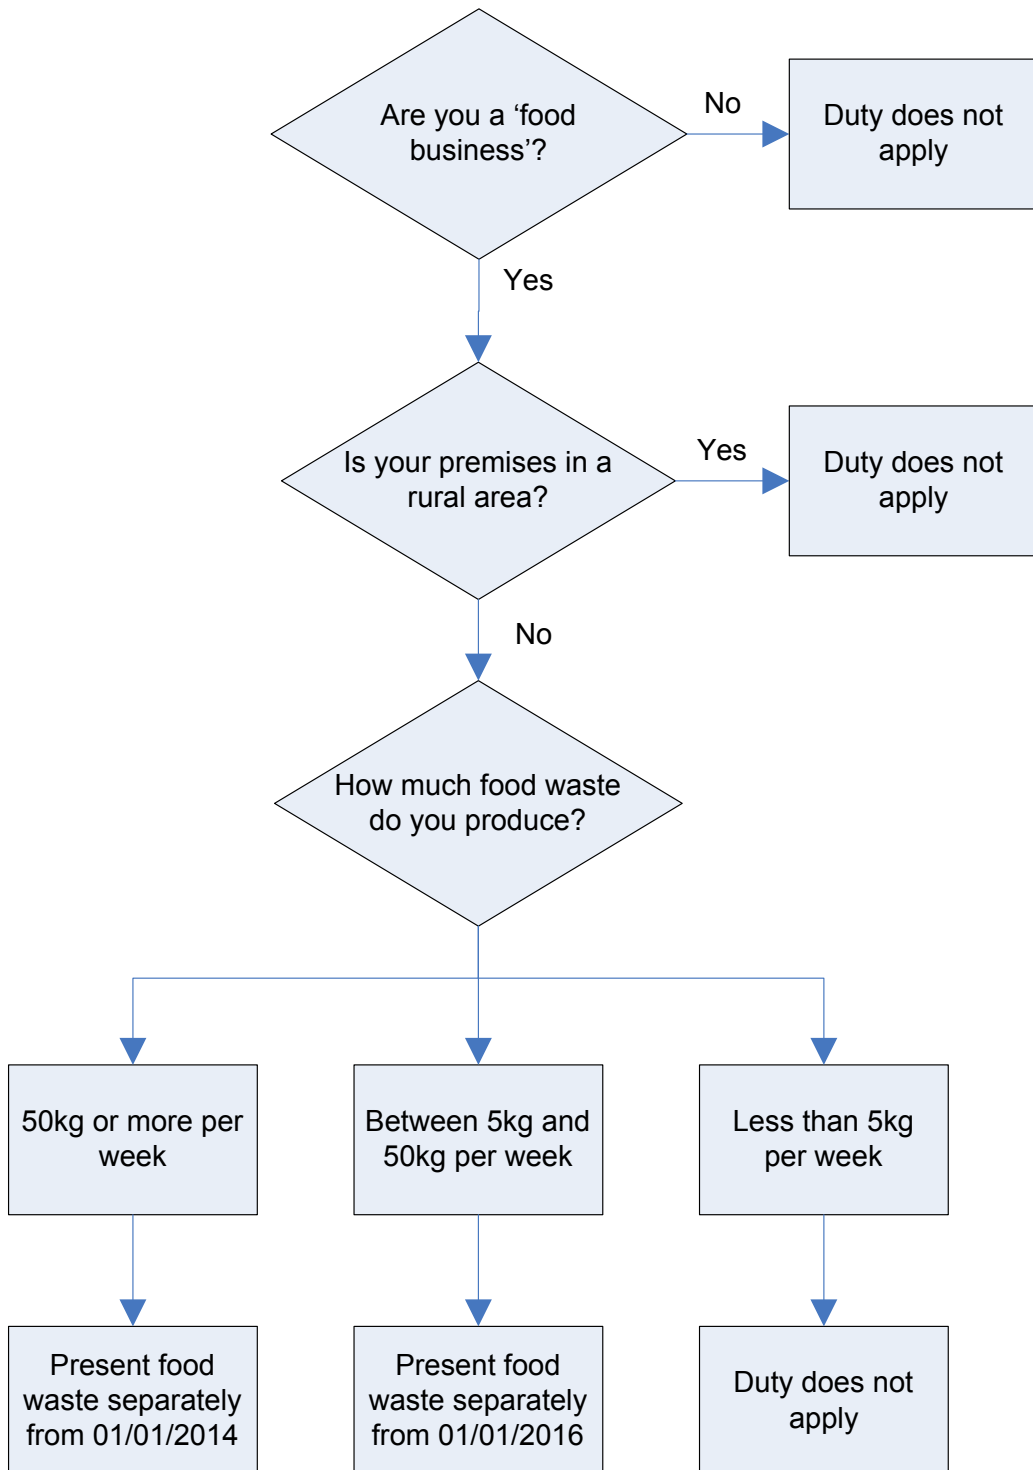 Are you a ‘food
business’?
No
Duty does not
apply
Yes
Is your premises in a
rural area?
Yes
Duty does not
apply
No
How much food waste
do you produce?
50kg or more per
week
Between 5kg and
50kg per week
Less than 5kg
per week
Present food
waste separately
from 01/01/2014
Present food
waste separately
from 01/01/2016
Duty does not
apply